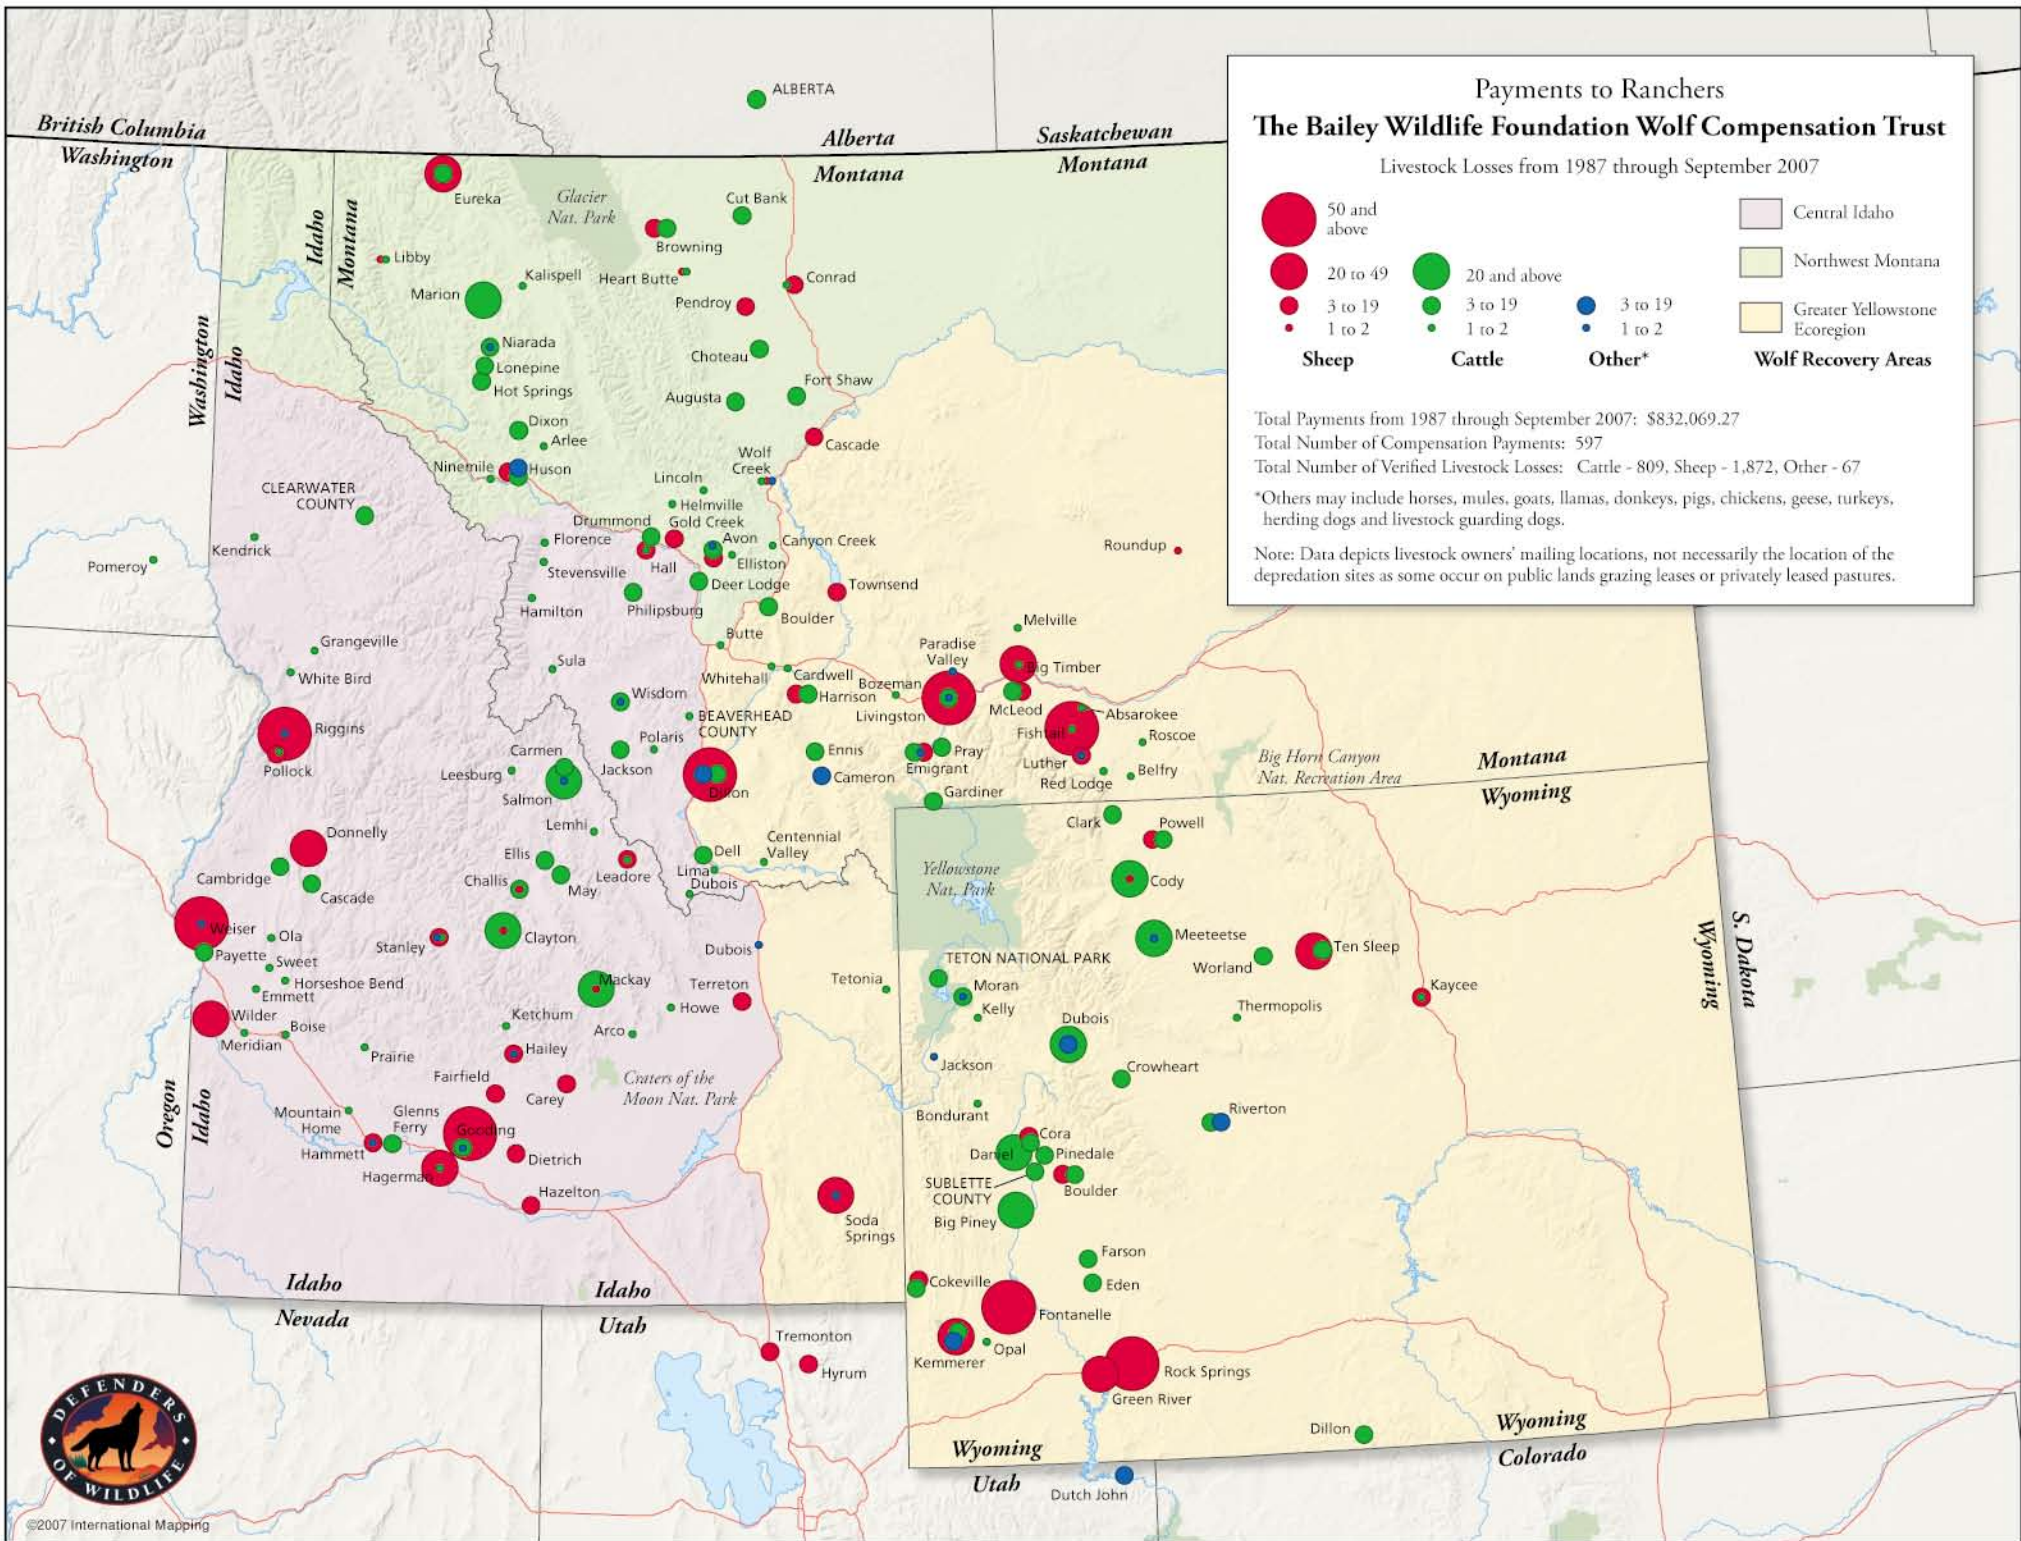 ALBERTA
British Columbia
Washington
Alberta
Montana
Saskatchewan
Montana
Payments to Ranchers
The Bailey Wildlife Foundation Wolf Compensation Trust
Livestock Losses from 1987 through September 2007
50 and
above
20 to 49
3 to 19
1 to 2
Sheep
20 and above
3 to 19
1 to 2
Cattle
3 to 19
1 to 2
Other*
Central Idaho
Northwest Montana
Greater Yellowstone
Ecoregion
Wolf Recovery Areas
Total Payments from 1987 through September 2007: $832,069.27
Total Number of Compensation Payments: 597
Total Number of Verified Livestock Losses: Cattle - 809, Sheep - 1,872, Other - 67
*Others may include horses, mules, goats, llamas, donkeys, pigs, chickens, geese, turkeys,
herding dogs and livestock guarding dogs.
Note: Data depicts livestock owners' mailing locations, not necessarily the location of the
depredation sites as some occur on public lands grazing leases or privately leased pastures.
Idaho
Montana
Eureka
Glacier
Nat. Park
Cut Bank
Browning
Libby
Kalispell
Heart Butte
Conrad
Marion
Pendroy
Washington
Idaho
Niarada
Lonepine
Hot Springs
Choteau
Augusta
Fort Shaw
Dixon
Arlee
Cascade
Ninemile
Huson
Wolf
Creek
Lincoln
CLEARWATER
COUNTY
Helmville
Drummond
Gold Creek
Florence
Avon
Canyon Creek
Kendrick
Pomeroy
Hall
Elliston
Stevensville
Deer Lodge
Roundup
Townsend
Hamilton
Philipsburg
Boulder
Grangeville
Butte
Melville
Paradise
Valley
White Bird
Sula
Whitehall
Cardwell
Big Timber
Wisdom
Harrison
Bozeman
Livingston
McLeod
Absarokee
BEAVERHEAD
COUNTY
Riggins
Pollock
Polaris
Jackson
Carmen
Leesburg
Salmon
Ennis
Cameron
Dillon
Emigrant
Pray
Fishtail
Roscoe
Luther
Red Lodge
Belfry
Big Horn Canyon
Nat. Recreation Area
Montana
Wyoming
Gardiner
Clark
Powell
Donnelly
Lemhi
Ellis
Dell
Centennial
Valley
Cambridge
Cascade
Challis
May
Leadore
Lima
Dubois
Yellowstone
Nat. Park
Cody
Weiser
Payette
Ola
Sweet
Horseshoe Bend
Emmett
Stanley
Clayton
Dubois
Meeteetse
Ten Sleep
Worland
S. Dakota
Wyoming
TETON NATIONAL PARK
Mackay
Terreton
Tetonia
Moran
Kelly
Kaycee
Thermopolis
Wilder
Meridian
Boise
Ketchum
Arco
Howe
Dubois
Prairie
Hailey
Jackson
Crowheart
Oregon
Idaho
Fairfield
Carey
Craters of the
Moon Nat. Park
Bondurant
Riverton
Mountain
Home
Glenns
Ferry
Gooding
Hammett
Hagerman
Dietrich
Hazelton
Cora
Daniel
Pinedale
SUBLETTE
COUNTY
Boulder
Big Piney
Soda
Springs
Farson
Eden
Cokeville
Fontanelle
Idaho
Nevada
Idaho
Utah
Kemmerer
Opal
Tremonton
Hyrum
Rock Springs
Green River
Dillon
Wyoming
Colorado
Wyoming
Utah
Dutch John
DEFENDERS
OF WILDLIFE
©2007 International Mapping